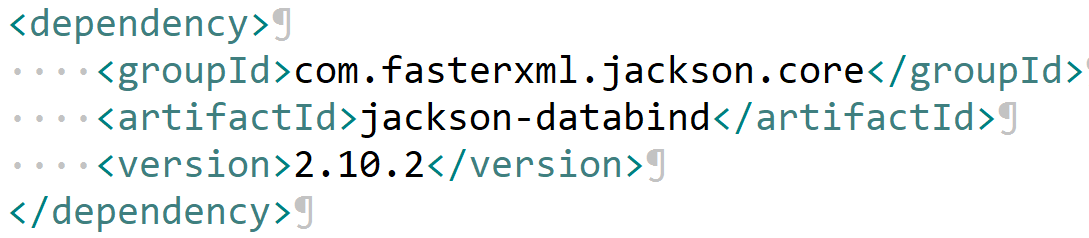 <dependency>
    <groupId>com.fasterxml.jackson.core</groupId>
    <artifactId>jackson-databind</artifactId>
    <version>2.10.2</version>
</dependency>